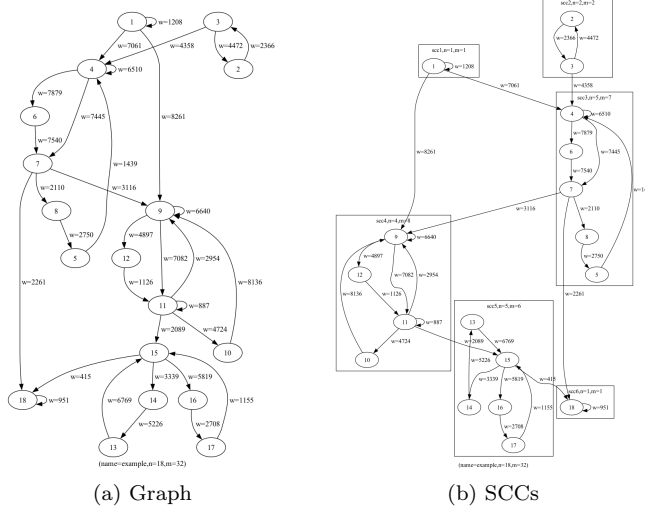 1
w=1208
3
w=7061
w=4358
w=4472
w=2366
4
w=6510
2
w=7879
6
w=7445
w=8261
w=7540
7
w=1439
w=2110
w=3116
8
9
w=6640
w=2750
w=4897
5
12
w=7082
w=2954
w=2261
w=1126
w=8136
11
w=887
w=2089
w=4724
15
10
w=415
w=3339
w=5819
18
w=951
w=6769
14
16
w=1155
w=5226
w=2708
13
17
(name=example,n=18,m=32)
(a) Graph
scc2,n=2,m=2
2
w=2366
w=4472
3
scc1,n=1,m=1
1
w=1208
w=7061
w=4358
scc3,n=5,m=7
4
w=6510
w=7879
6
w=7445
w=8261
w=7540
7
w=3116
w=2110
8
w=2750
5
scc4,n=4,m=8
9
w=6640
w=4897
12
w=7082
w=2954
w=8136
w=1126
w=2261
11
w=887
w=4724
10
scc5,n=5,m=6
13
w=2089
w=6769
w=5226
15
w=3339
w=5819
w=415
scc6,n=1,m=1
14
16
w=1155
18
w=951
w=2708
17
(name=example,n=18,m=32)
(b) SCCs